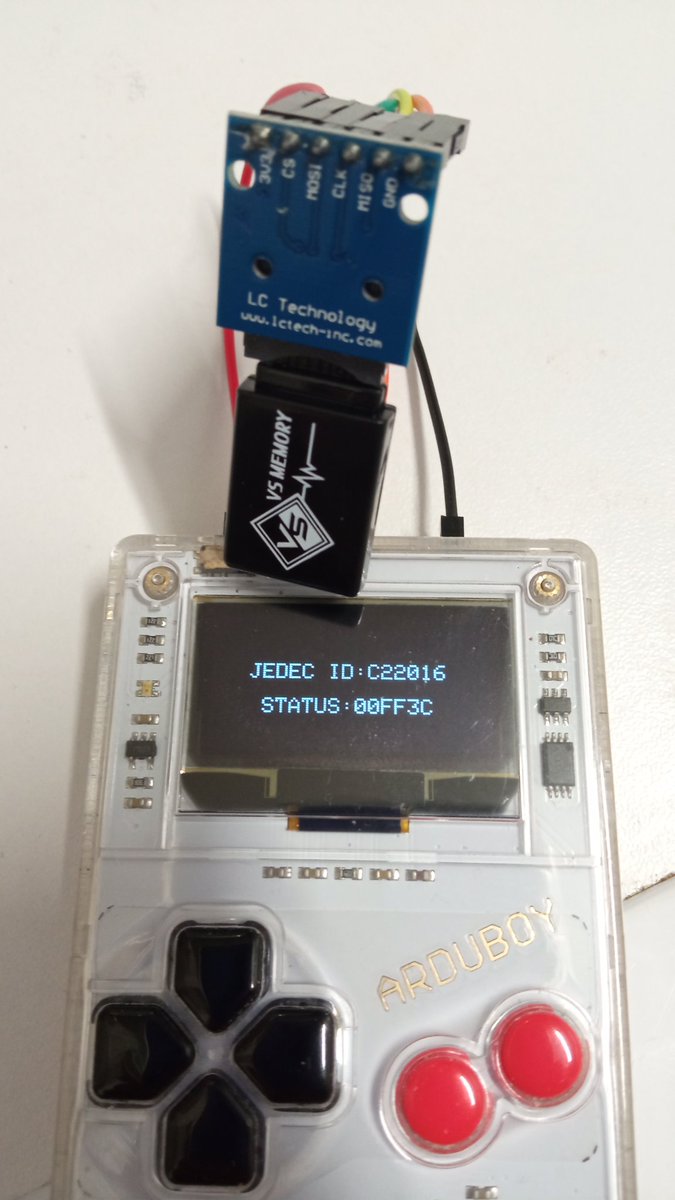 3V3
CS
MOSI
CLK
MISO
GND
LC Technology
www.lctech-inc.com
VS MEMORY
VS
JEDEC ID:C22016
STATUS:00FF3C
ARDUBOY